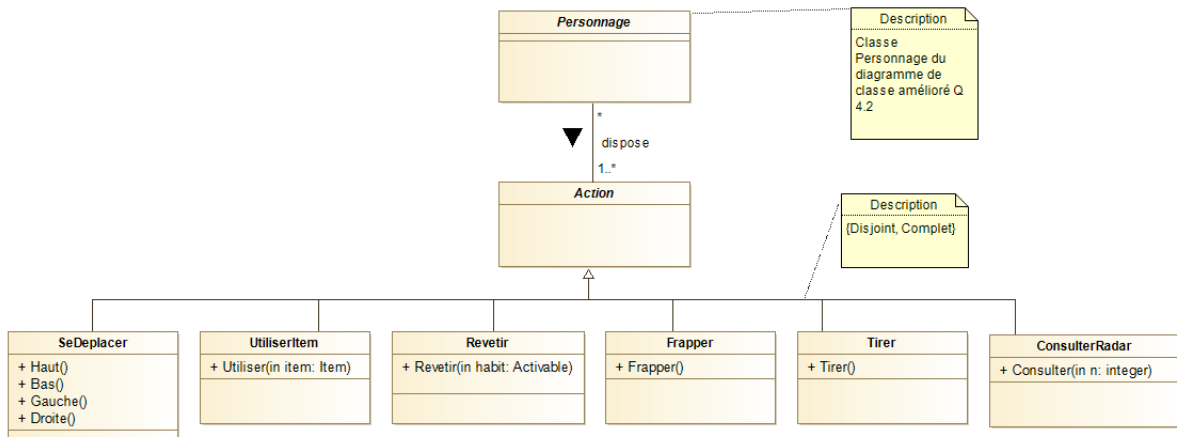 Personnage
Description
Classe
Personnage du
diagramme de
classe amélioré Q
4.2
*
dispose
1..*
Action
Description
{Disjoint, Complet}
SeDeplacer
+ Haut()
+ Bas()
+ Gauche()
+ Droite()
UtiliserItem
+ Utiliser(in item: Item)
Revetir
+ Revetir(in habit: Activable)
Frapper
+ Frapper()
Tirer
+ Tirer()
ConsulterRadar
+ Consulter(in n: integer)